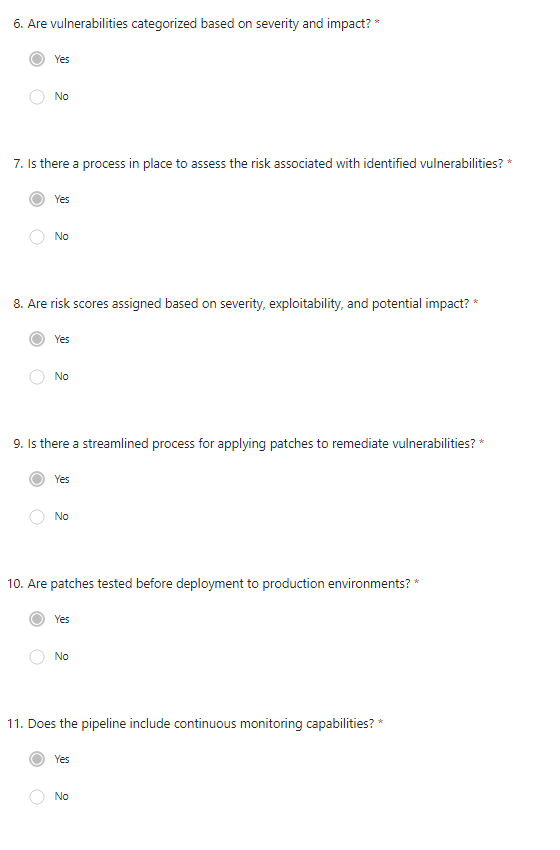 6. Are vulnerabilities categorized based on severity and impact? *
Yes
No
7. Is there a process in place to assess the risk associated with identified vulnerabilities? *
Yes
No
8. Are risk scores assigned based on severity, exploitability, and potential impact? *
Yes
No
9. Is there a streamlined process for applying patches to remediate vulnerabilities? *
Yes
No
10. Are patches tested before deployment to production environments? *
Yes
No
11. Does the pipeline include continuous monitoring capabilities? *
Yes
No